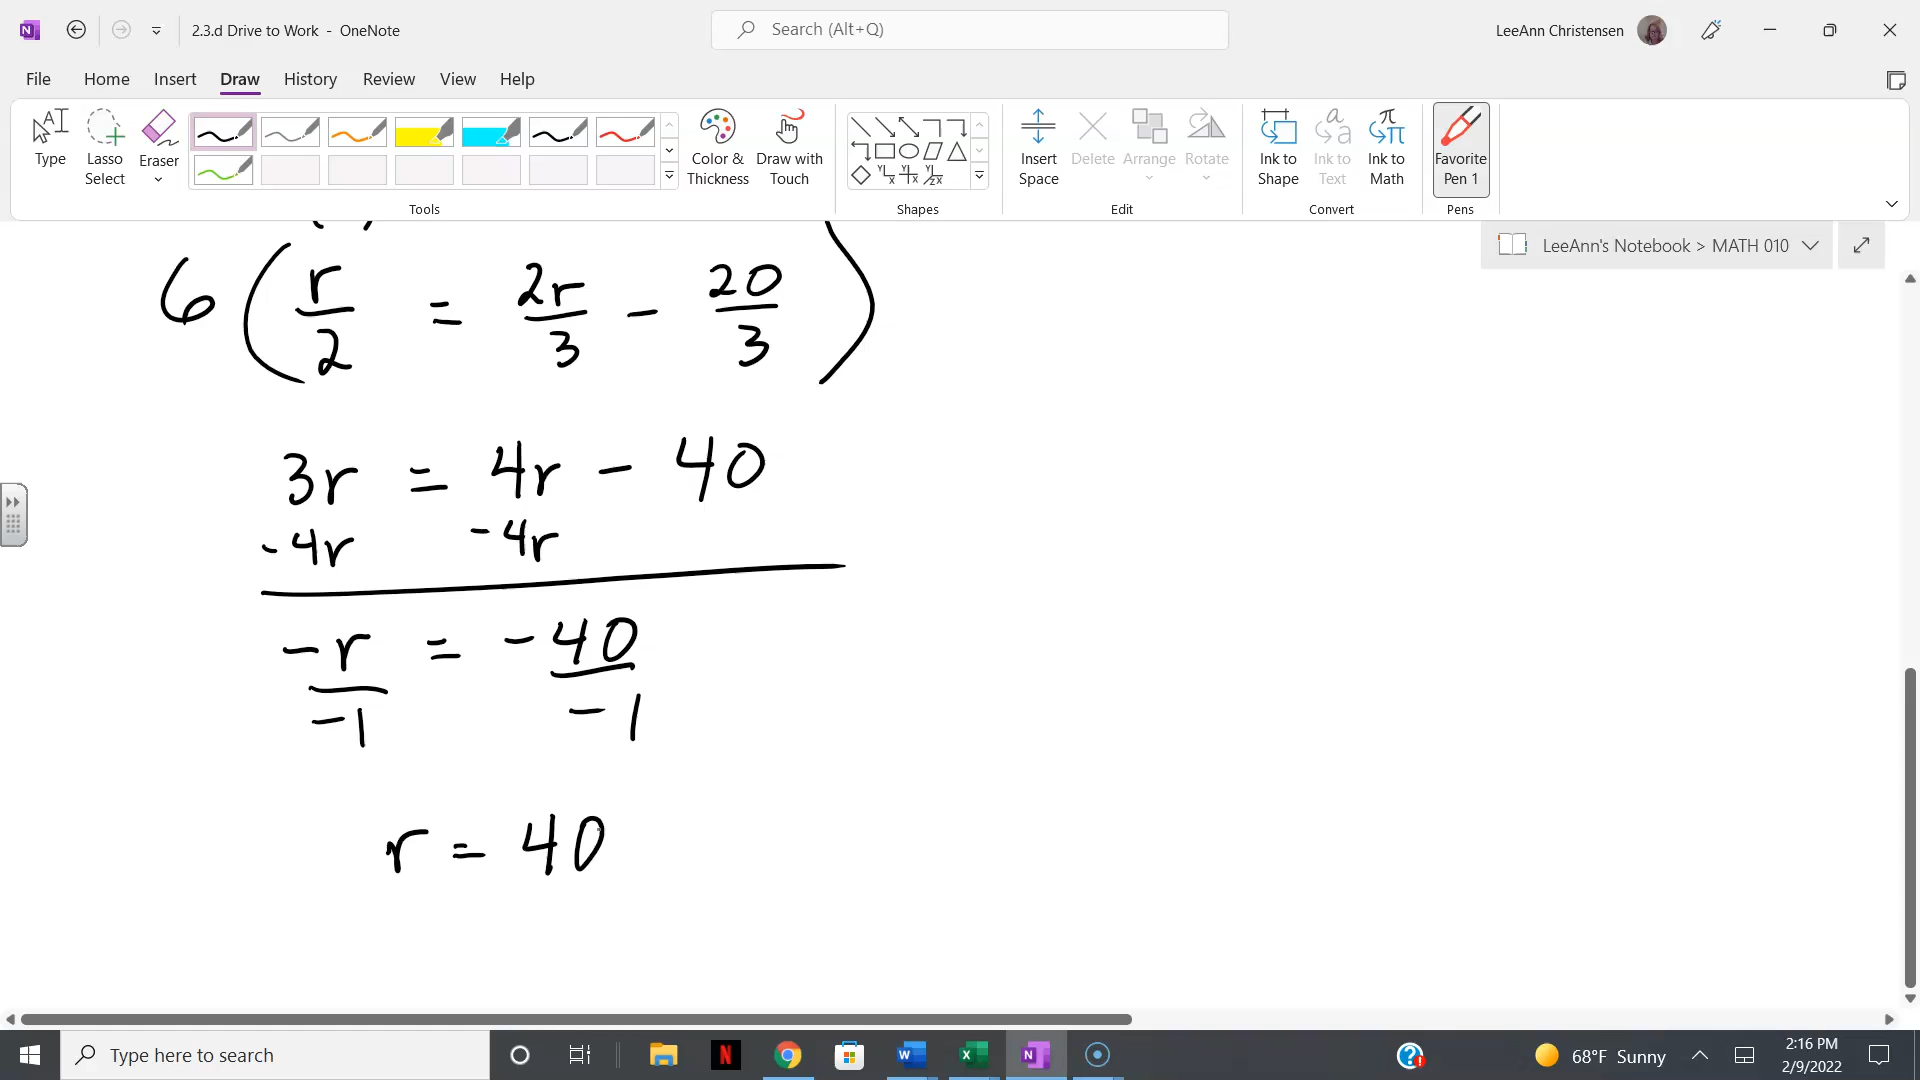 2.3.d Drive to Work - OneNote
Search (Alt+Q)
LeeAnn Christensen
File Home Insert Draw History Review View Help
Type
Lasso Select
Eraser
Color & Thickness
Draw with Touch
Insert Space
Delete
Arrange
Rotate
Ink to Shape
Ink to Text
Ink to Math
Favorite Pen 1
Tools Shapes Edit Convert Pens
LeeAnn's Notebook > MATH 010
6 ( r/2 = 2r/3 - 20/3 )
3r = 4r - 40
-4r -4r
-r/-1 = -40/-1
r = 40
Type here to search
68°F Sunny
2:16 PM
2/9/2022